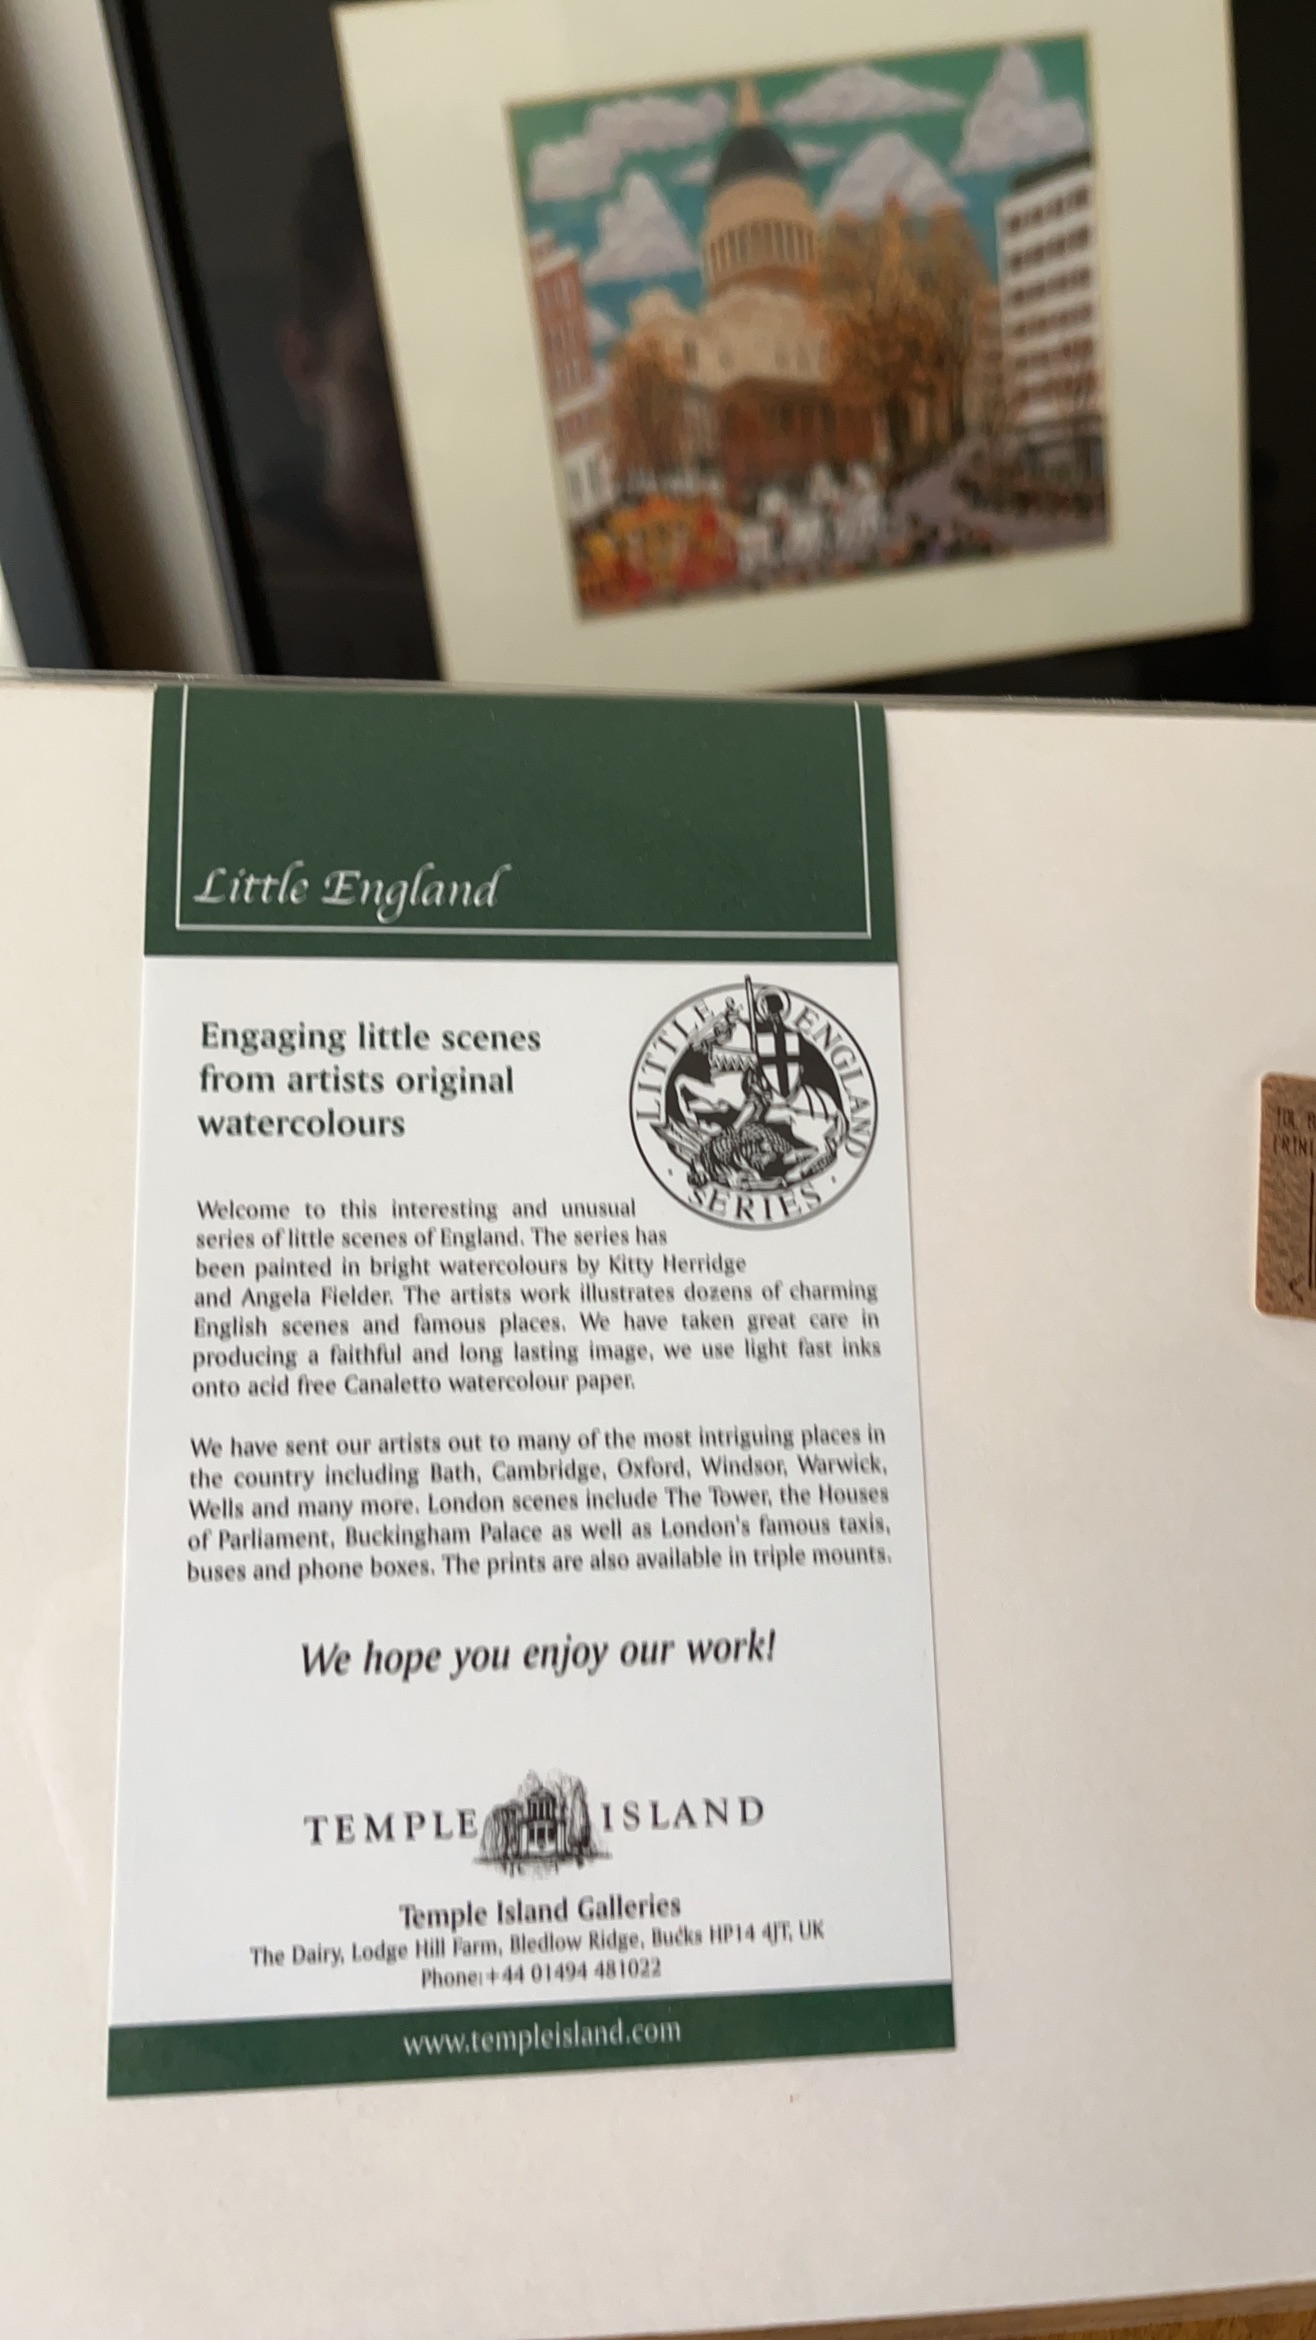 Little England
Engaging little scenes
from artists original
watercolours
LITTLE ENGLAND
· SERIES ·
Welcome to this interesting and unusual
series of little scenes of England. The series has
been painted in bright watercolours by Kitty Herridge
and Angela Fielder. The artists work illustrates dozens of charming
English scenes and famous places. We have taken great care in
producing a faithful and long lasting image, we use light fast inks
onto acid free Canaletto watercolour paper.
We have sent our artists out to many of the most intriguing places in
the country including Bath, Cambridge, Oxford, Windsor, Warwick,
Wells and many more. London scenes include The Tower, the Houses
of Parliament, Buckingham Palace as well as London's famous taxis,
buses and phone boxes. The prints are also available in triple mounts.
We hope you enjoy our work!
TEMPLE ISLAND
Temple Island Galleries
The Dairy, Lodge Hill Farm, Bledlow Ridge, Bucks HP14 4JT, UK
Phone:+44 01494 481022
www.templeisland.com